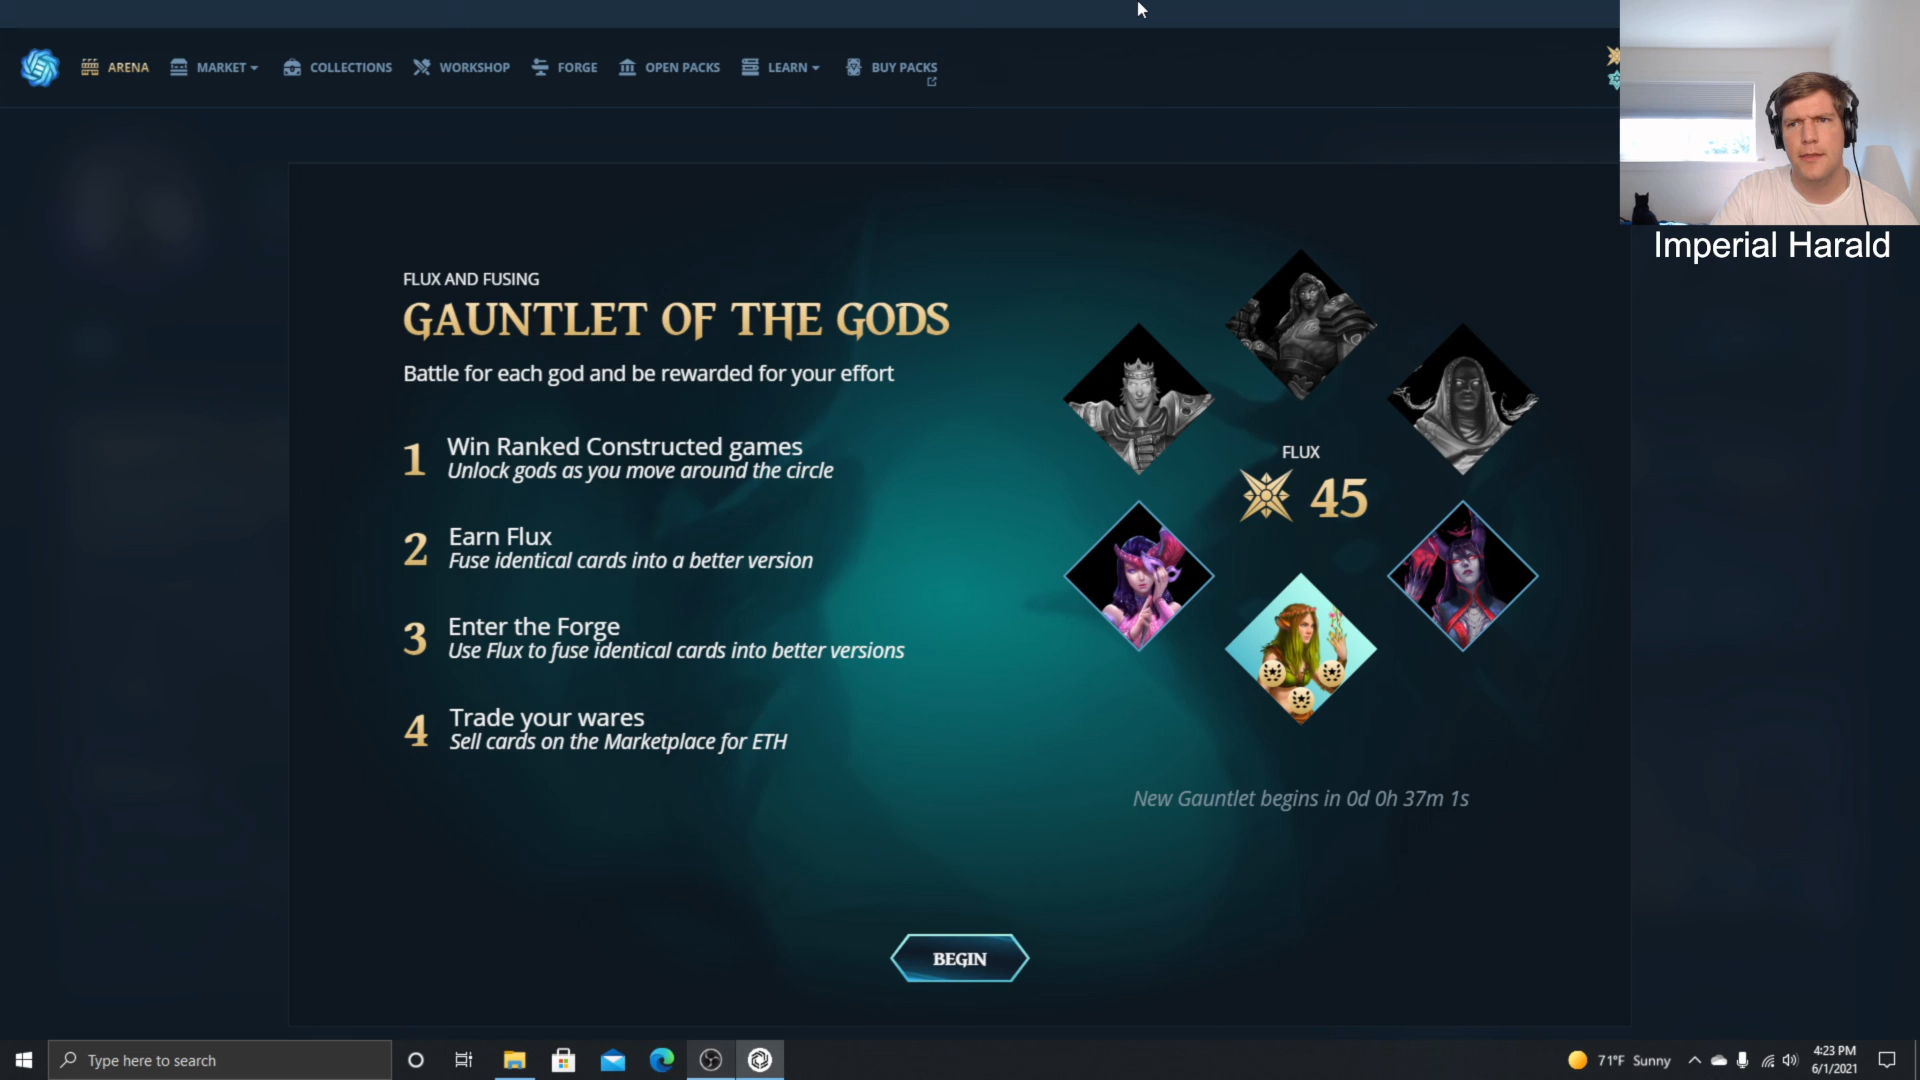 ARENA
MARKET
COLLECTIONS
WORKSHOP
FORGE
OPEN PACKS
LEARN
BUY PACKS
Imperial Harald
FLUX AND FUSING
GAUNTLET OF THE GODS
Battle for each god and be rewarded for your effort
1 Win Ranked Constructed games
Unlock gods as you move around the circle
2 Earn Flux
Fuse identical cards into a better version
3 Enter the Forge
Use Flux to fuse identical cards into better versions
4 Trade your wares
Sell cards on the Marketplace for ETH
FLUX
45
New Gauntlet begins in 0d 0h 37m 1s
BEGIN
Type here to search
71°F Sunny
4:23 PM
6/1/2021